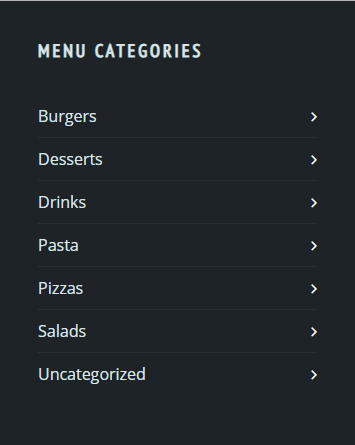 MENU CATEGORIES
Burgers
Desserts
Drinks
Pasta
Pizzas
Salads
Uncategorized